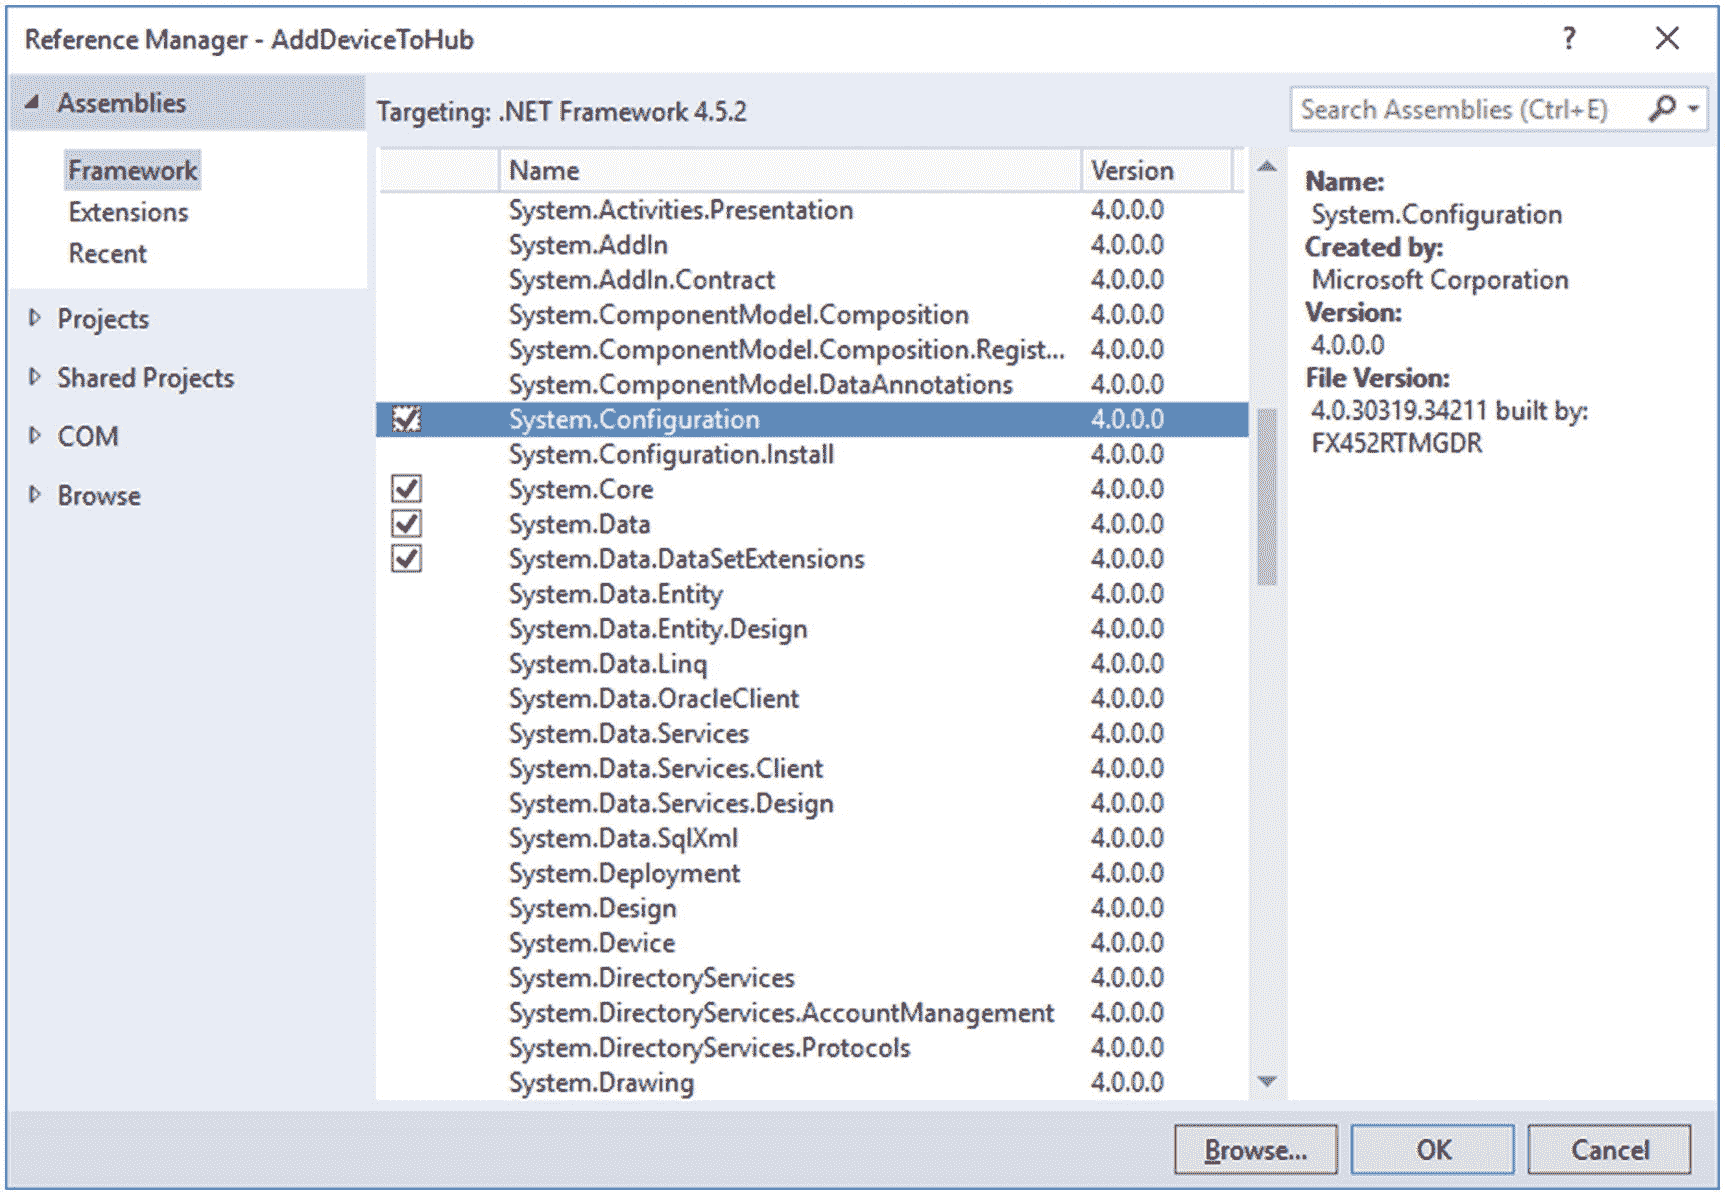 Reference Manager - AddDeviceToHub
?
Assemblies
Framework
Extensions
Recent
Projects
Shared Projects
COM
Browse
Targeting: .NET Framework 4.5.2
Search Assemblies (Ctrl+E)
Name Version
System.Activities.Presentation 4.0.0.0
System.AddIn 4.0.0.0
System.AddIn.Contract 4.0.0.0
System.ComponentModel.Composition 4.0.0.0
System.ComponentModel.Composition.Regist... 4.0.0.0
System.ComponentModel.DataAnnotations 4.0.0.0
System.Configuration 4.0.0.0
System.Configuration.Install 4.0.0.0
System.Core 4.0.0.0
System.Data 4.0.0.0
System.Data.DataSetExtensions 4.0.0.0
System.Data.Entity 4.0.0.0
System.Data.Entity.Design 4.0.0.0
System.Data.Linq 4.0.0.0
System.Data.OracleClient 4.0.0.0
System.Data.Services 4.0.0.0
System.Data.Services.Client 4.0.0.0
System.Data.Services.Design 4.0.0.0
System.Data.SqlXml 4.0.0.0
System.Deployment 4.0.0.0
System.Design 4.0.0.0
System.Device 4.0.0.0
System.DirectoryServices 4.0.0.0
System.DirectoryServices.AccountManagement 4.0.0.0
System.DirectoryServices.Protocols 4.0.0.0
System.Drawing 4.0.0.0
Name:
System.Configuration
Created by:
Microsoft Corporation
Version:
4.0.0.0
File Version:
4.0.30319.34211 built by:
FX452RTMGDR
Browse... OK Cancel